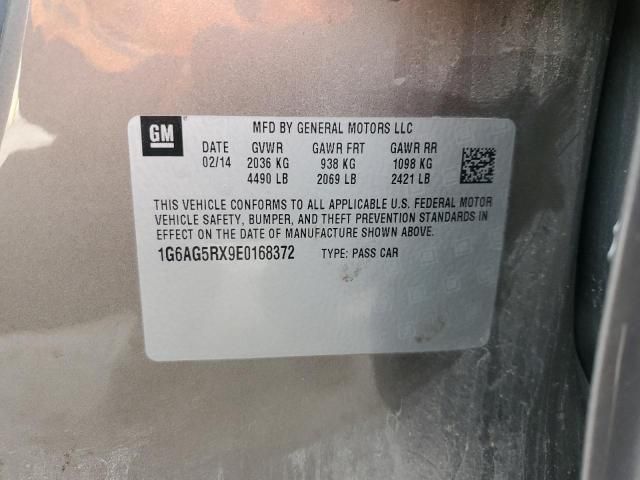 GM
MFD BY GENERAL MOTORS LLC
DATE GVWR GAWR FRT GAWR RR
02/14 2036 KG 938 KG 1098 KG
4490 LB 2069 LB 2421 LB
THIS VEHICLE CONFORMS TO ALL APPLICABLE U.S. FEDERAL MOTOR
VEHICLE SAFETY, BUMPER, AND THEFT PREVENTION STANDARDS IN
EFFECT ON THE DATE OF MANUFACTURE SHOWN ABOVE.
1G6AG5RX9E0168372 TYPE: PASS CAR